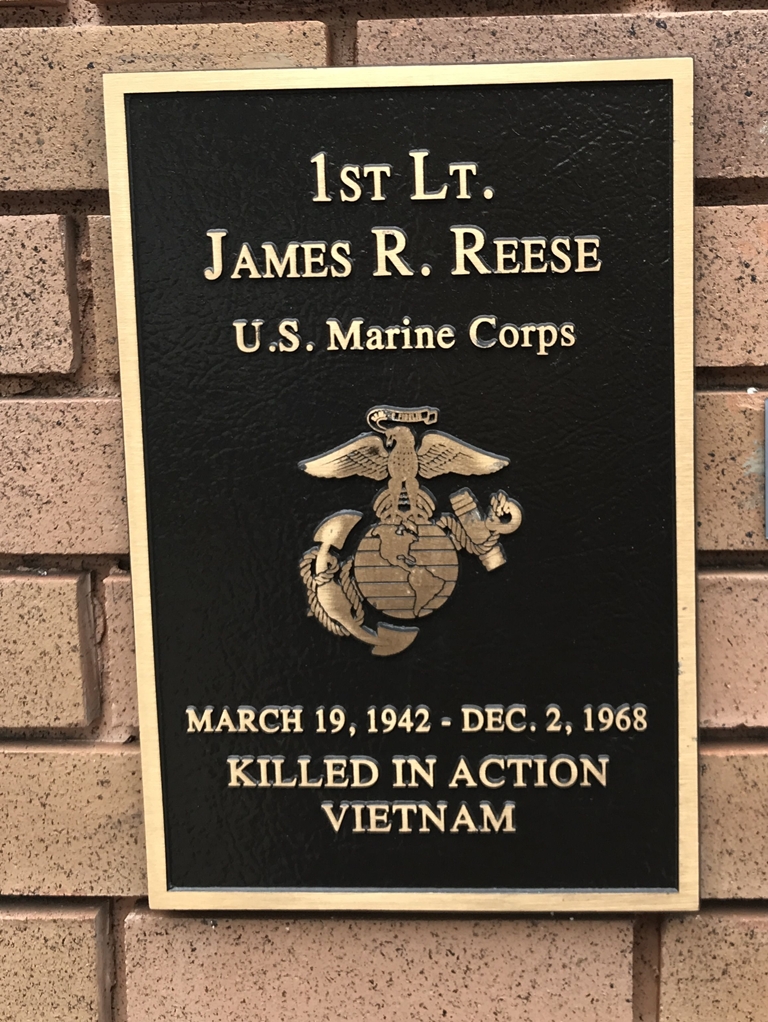 1ST LT.
JAMES R. REESE
U.S. Marine Corps
MARCH 19, 1942 - DEC. 2, 1968
KILLED IN ACTION
VIETNAM